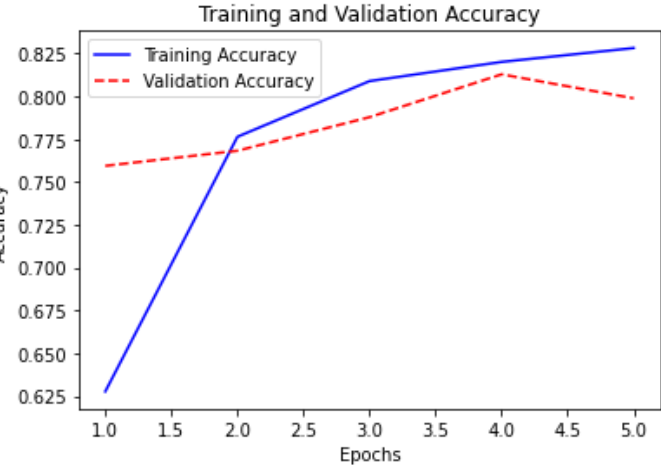 Training and Validation Accuracy
Training Accuracy
Validation Accuracy
0.825
0.800
0.775
0.750
0.725
0.700
0.675
0.650
0.625
Accuracy
1.0 1.5 2.0 2.5 3.0 3.5 4.0 4.5 5.0
Epochs